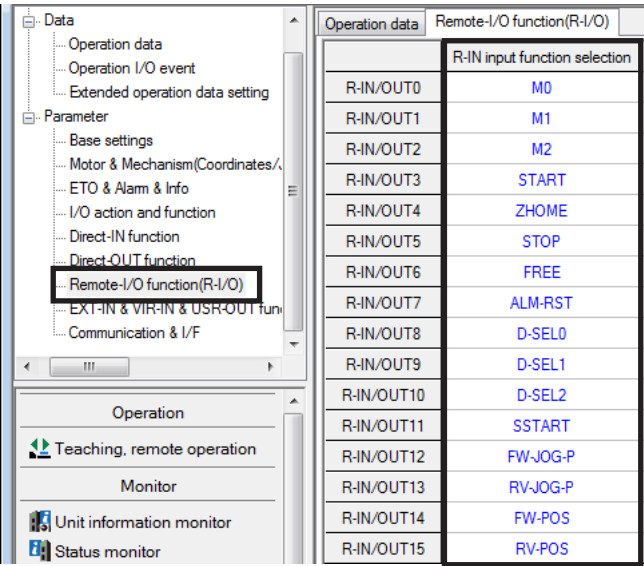 Data
Operation data
Operation I/O event
Extended operation data setting
Parameter
Base settings
Motor & Mechanism(Coordinates/
ETO & Alarm & Info
I/O action and function
Direct-IN function
Direct-OUT function
Remote-I/O function(R-I/O)
EXT-IN & VIR-IN & USR-OUT fun
Communication & I/F
Operation
Teaching, remote operation
Monitor
Unit information monitor
Status monitor
Operation data Remote-I/O function(R-I/O)
R-IN input function selection
R-IN/OUT0 M0
R-IN/OUT1 M1
R-IN/OUT2 M2
R-IN/OUT3 START
R-IN/OUT4 ZHOME
R-IN/OUT5 STOP
R-IN/OUT6 FREE
R-IN/OUT7 ALM-RST
R-IN/OUT8 D-SEL0
R-IN/OUT9 D-SEL1
R-IN/OUT10 D-SEL2
R-IN/OUT11 SSTART
R-IN/OUT12 FW-JOG-P
R-IN/OUT13 RV-JOG-P
R-IN/OUT14 FW-POS
R-IN/OUT15 RV-POS